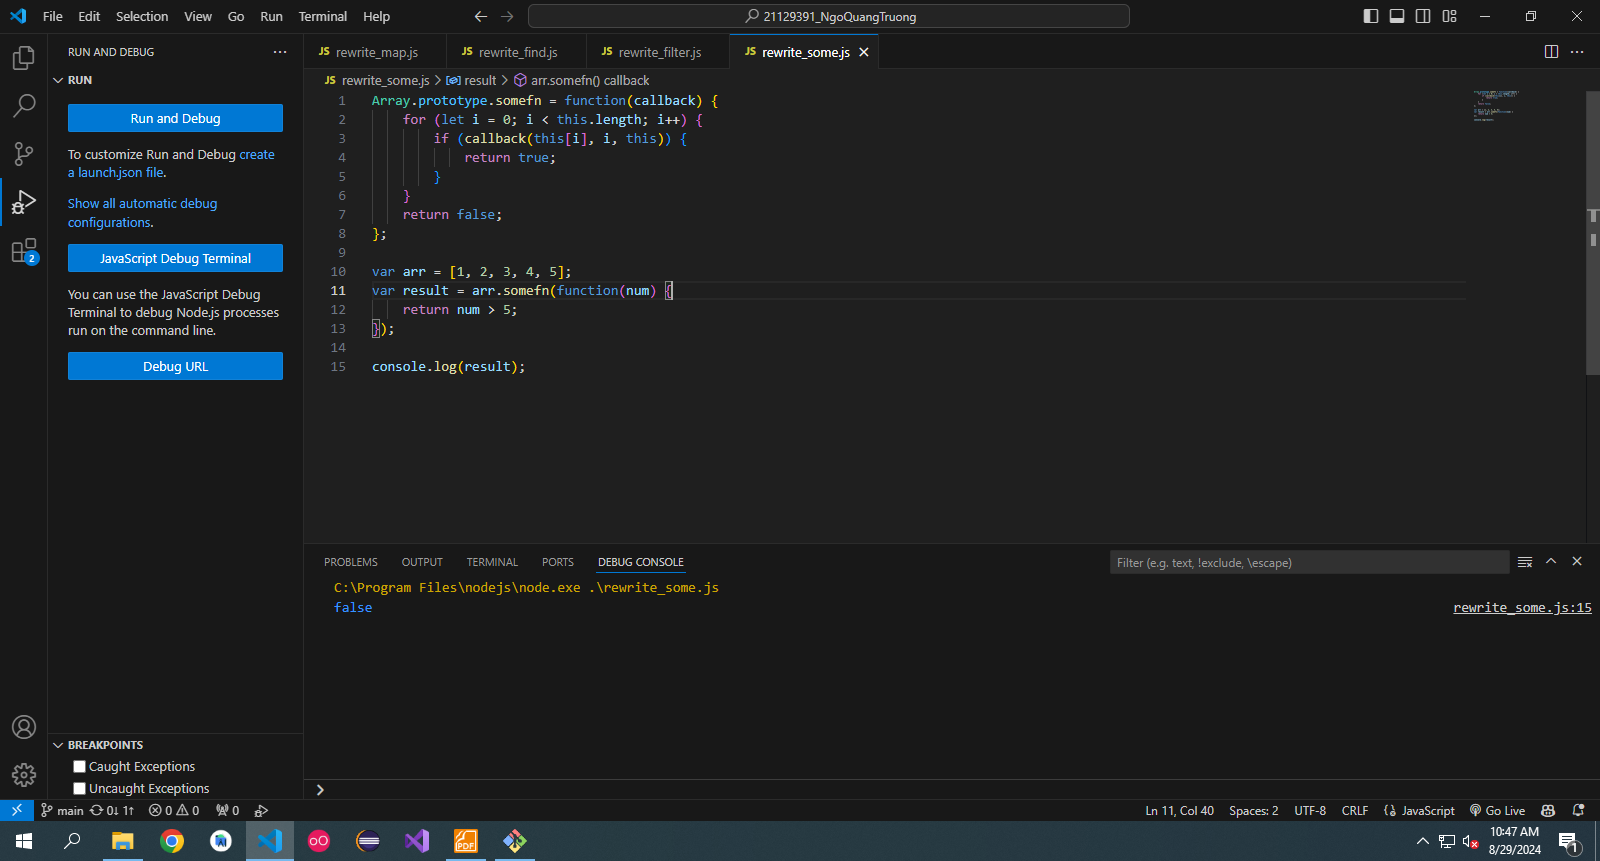 File Edit Selection View Go Run Terminal Help
21129391_NgoQuangTruong
RUN AND DEBUG
RUN
Run and Debug
To customize Run and Debug create
a launch.json file.
Show all automatic debug
configurations.
JavaScript Debug Terminal
You can use the JavaScript Debug
Terminal to debug Node.js processes
run on the command line.
Debug URL
2
BREAKPOINTS
Caught Exceptions
Uncaught Exceptions
JS rewrite_map.js JS rewrite_find.js JS rewrite_filter.js JS rewrite_some.js
JS rewrite_some.js > result > arr.somefn() callback
1 Array.prototype.somefn = function(callback) {
2 for (let i = 0; i < this.length; i++) {
3 if (callback(this[i], i, this)) {
4 return true;
5 }
6 }
7 return false;
8 };
9
10 var arr = [1, 2, 3, 4, 5];
11 var result = arr.somefn(function(num) {
12 return num > 5;
13 });
14
15 console.log(result);
PROBLEMS OUTPUT TERMINAL PORTS DEBUG CONSOLE
Filter (e.g. text, !exclude, \escape)
C:\Program Files\nodejs\node.exe .\rewrite_some.js
false rewrite_some.js:15
main 0↓ 1↑ 0 0 0
Ln 11, Col 40 Spaces: 2 UTF-8 CRLF {} JavaScript Go Live
PDF
10:47 AM
8/29/2024
1